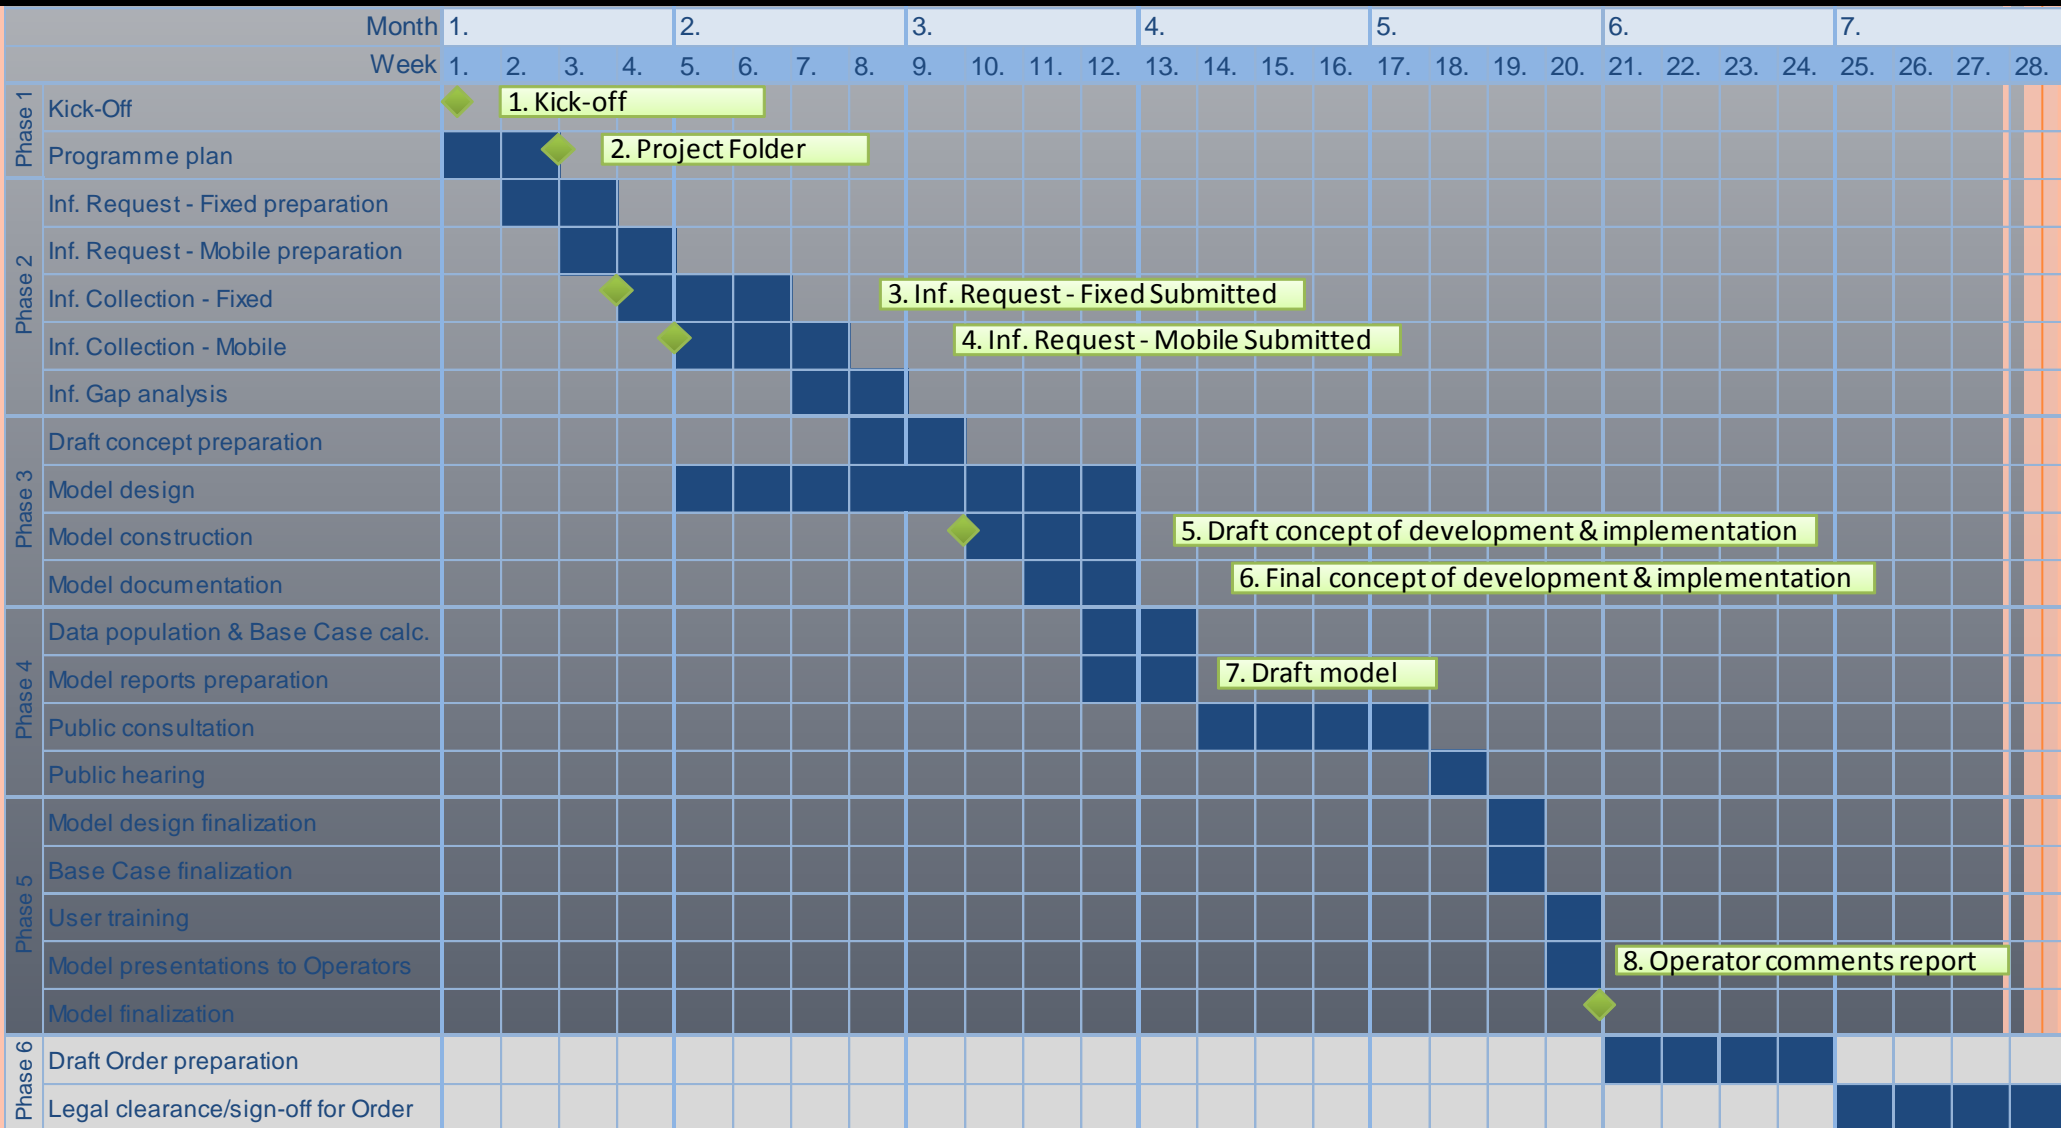 Month 1. 2. 3. 4. 5. 6. 7.
Week 1. 2. 3. 4. 5. 6. 7. 8. 9. 10. 11. 12. 13. 14. 15. 16. 17. 18. 19. 20. 21. 22. 23. 24. 25. 26. 27. 28.
Phase 1
Kick-Off 1. Kick-off
Programme plan 2. Project Folder
Phase 2
Inf. Request - Fixed preparation
Inf. Request - Mobile preparation
Inf. Collection - Fixed 3. Inf. Request - Fixed Submitted
Inf. Collection - Mobile 4. Inf. Request - Mobile Submitted
Inf. Gap analysis
Phase 3
Draft concept preparation
Model design
Model construction 5. Draft concept of development & implementation
Model documentation 6. Final concept of development & implementation
Phase 4
Data population & Base Case calc.
Model reports preparation 7. Draft model
Public consultation
Public hearing
Phase 5
Model design finalization
Base Case finalization
User training
Model presentations to Operators 8. Operator comments report
Model finalization
Phase 6
Draft Order preparation
Legal clearance/sign-off for Order